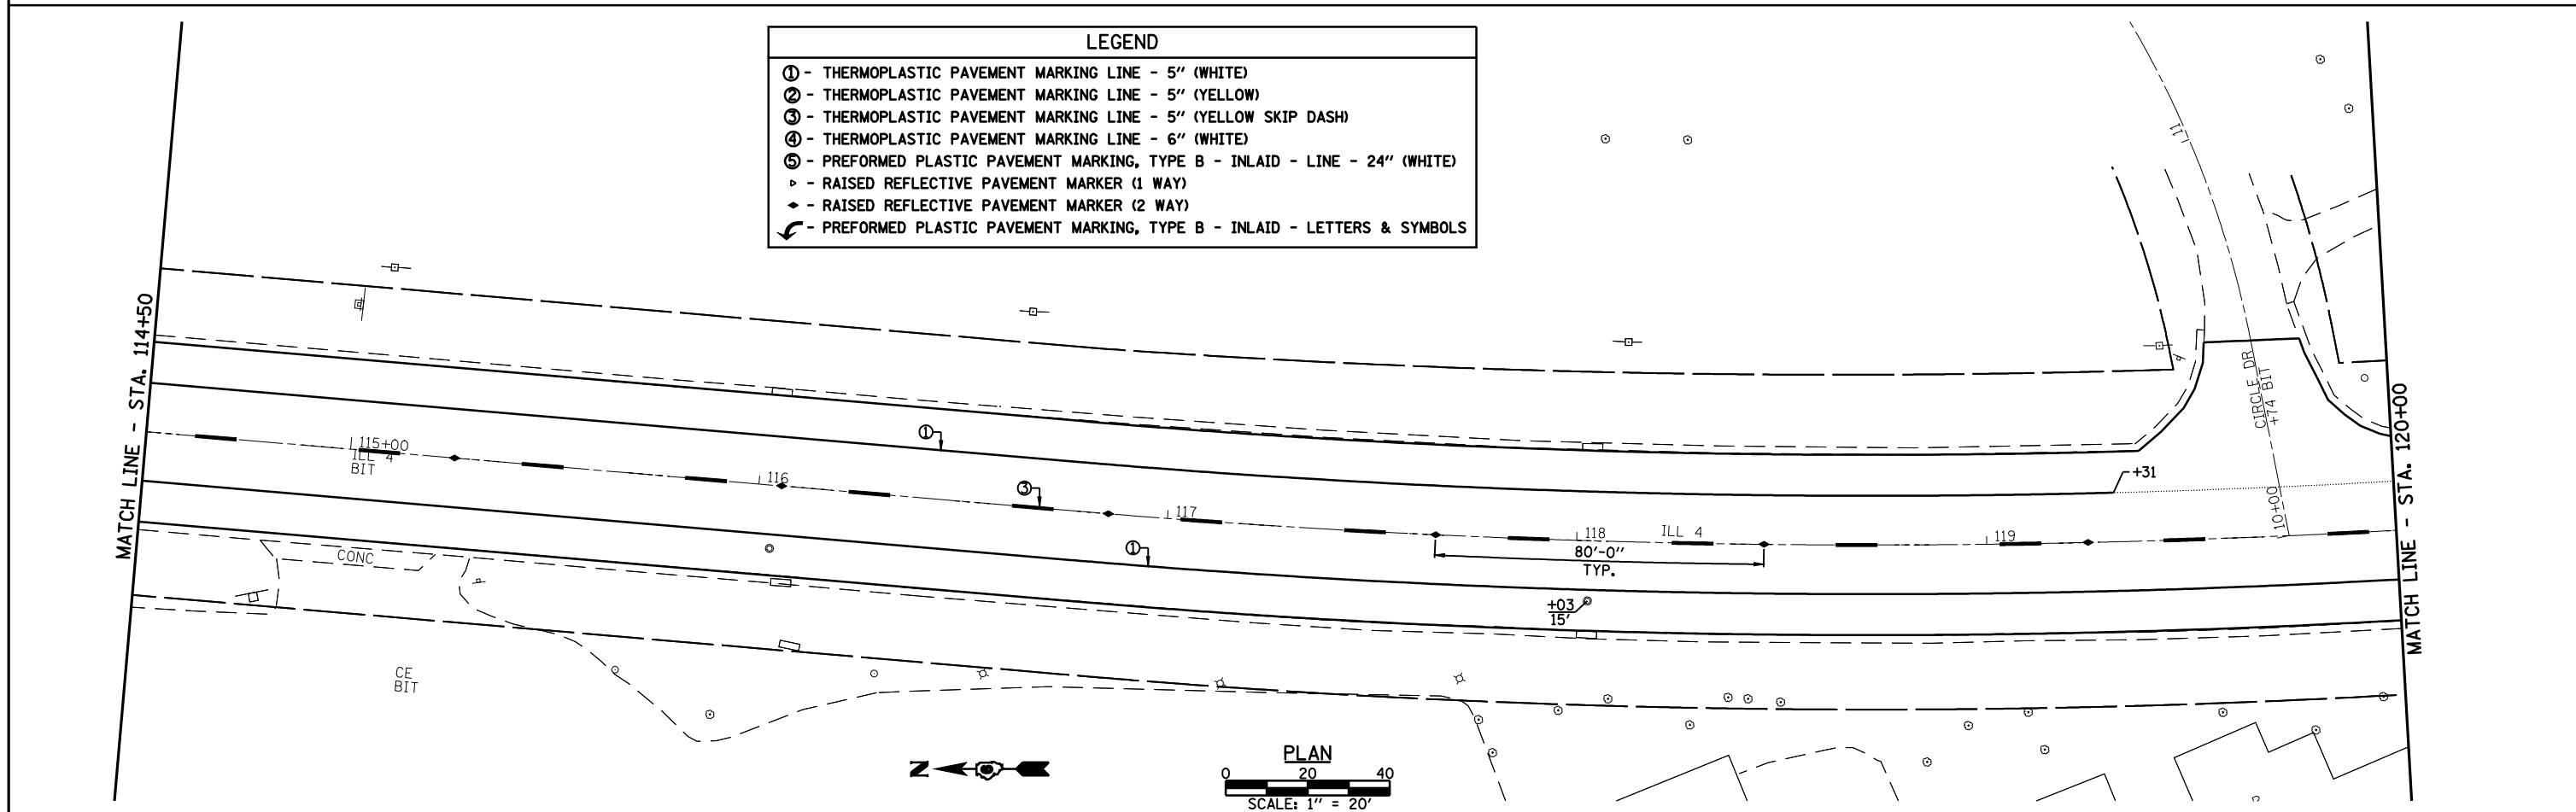 LEGEND
① - THERMOPLASTIC PAVEMENT MARKING LINE - 5" (WHITE)
② - THERMOPLASTIC PAVEMENT MARKING LINE - 5" (YELLOW)
③ - THERMOPLASTIC PAVEMENT MARKING LINE - 5" (YELLOW SKIP DASH)
④ - THERMOPLASTIC PAVEMENT MARKING LINE - 6" (WHITE)
⑤ - PREFORMED PLASTIC PAVEMENT MARKING, TYPE B - INLAID - LINE - 24" (WHITE)
- RAISED REFLECTIVE PAVEMENT MARKER (1 WAY)
- RAISED REFLECTIVE PAVEMENT MARKER (2 WAY)
- PREFORMED PLASTIC PAVEMENT MARKING, TYPE B - INLAID - LETTERS & SYMBOLS
MATCH LINE - STA. 114+50
11
CIRCLE DR
+74 BIT
10+00
MATCH LINE - STA. 120+00
115+00
ILL 4
BIT
①
116
③
117
+31
118
ILL 4
119
80'-0"
TYP.
①
CONC
+03
15'
CE
BIT
N
PLAN
0 20 40
SCALE: 1" = 20'